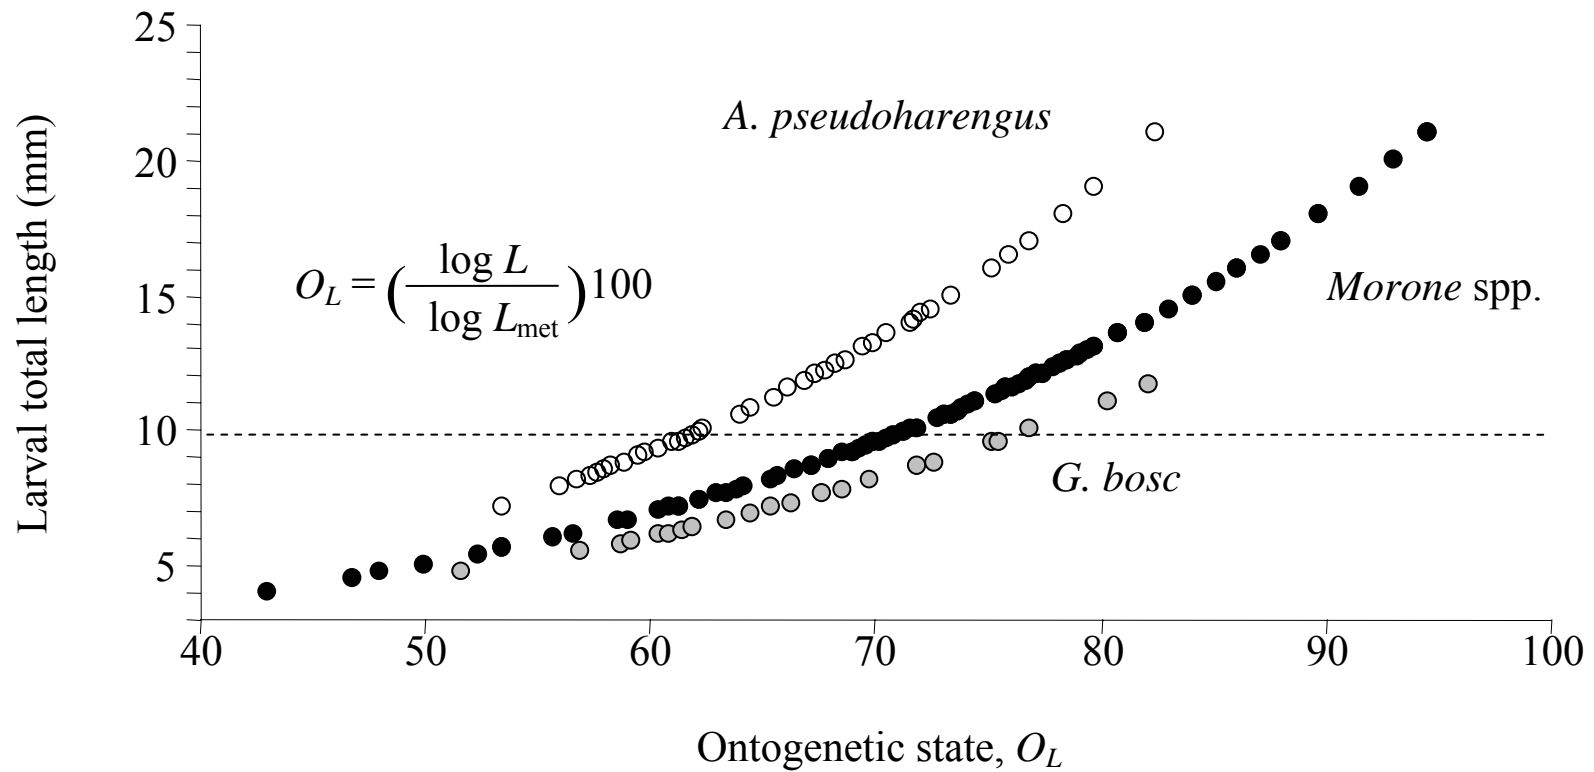 25
20
15
10
5
Larval total length (mm)
A. pseudoharengus
O_L = (log L / log L_met)100
Morone spp.
G. bosc
40 50 60 70 80 90 100
Ontogenetic state, O_L